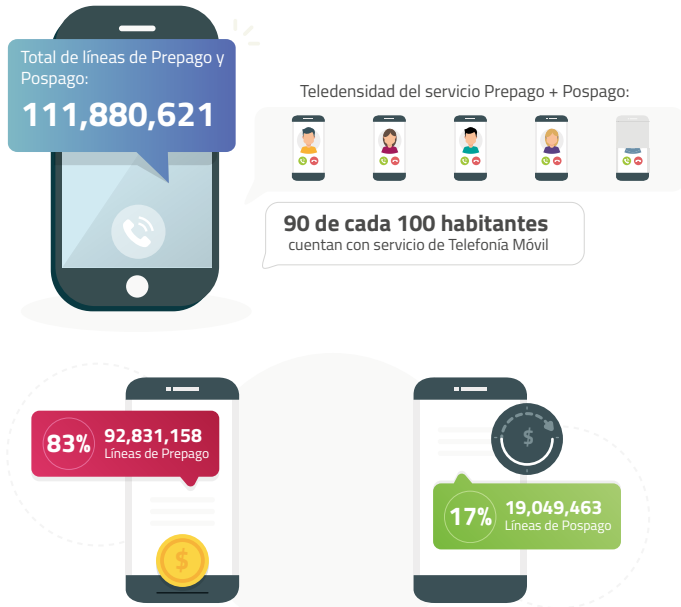 Total de líneas de Prepago y
Pospago:
111,880,621
Teledensidad del servicio Prepago + Pospago:
90 de cada 100 habitantes
cuentan con servicio de Telefonía Móvil
83%
92,831,158
Líneas de Prepago
$
$
17%
19,049,463
Líneas de Pospago